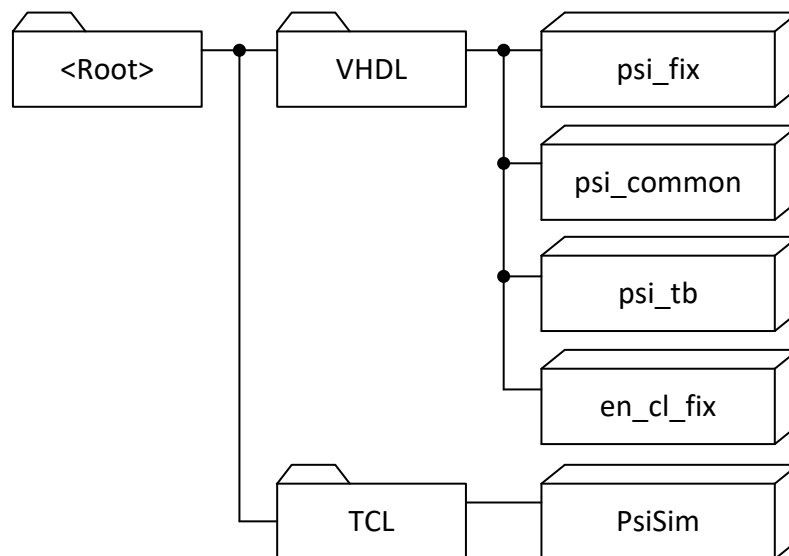 <Root>
VHDL
psi_fix
psi_common
psi_tb
en_cl_fix
TCL
PsiSim